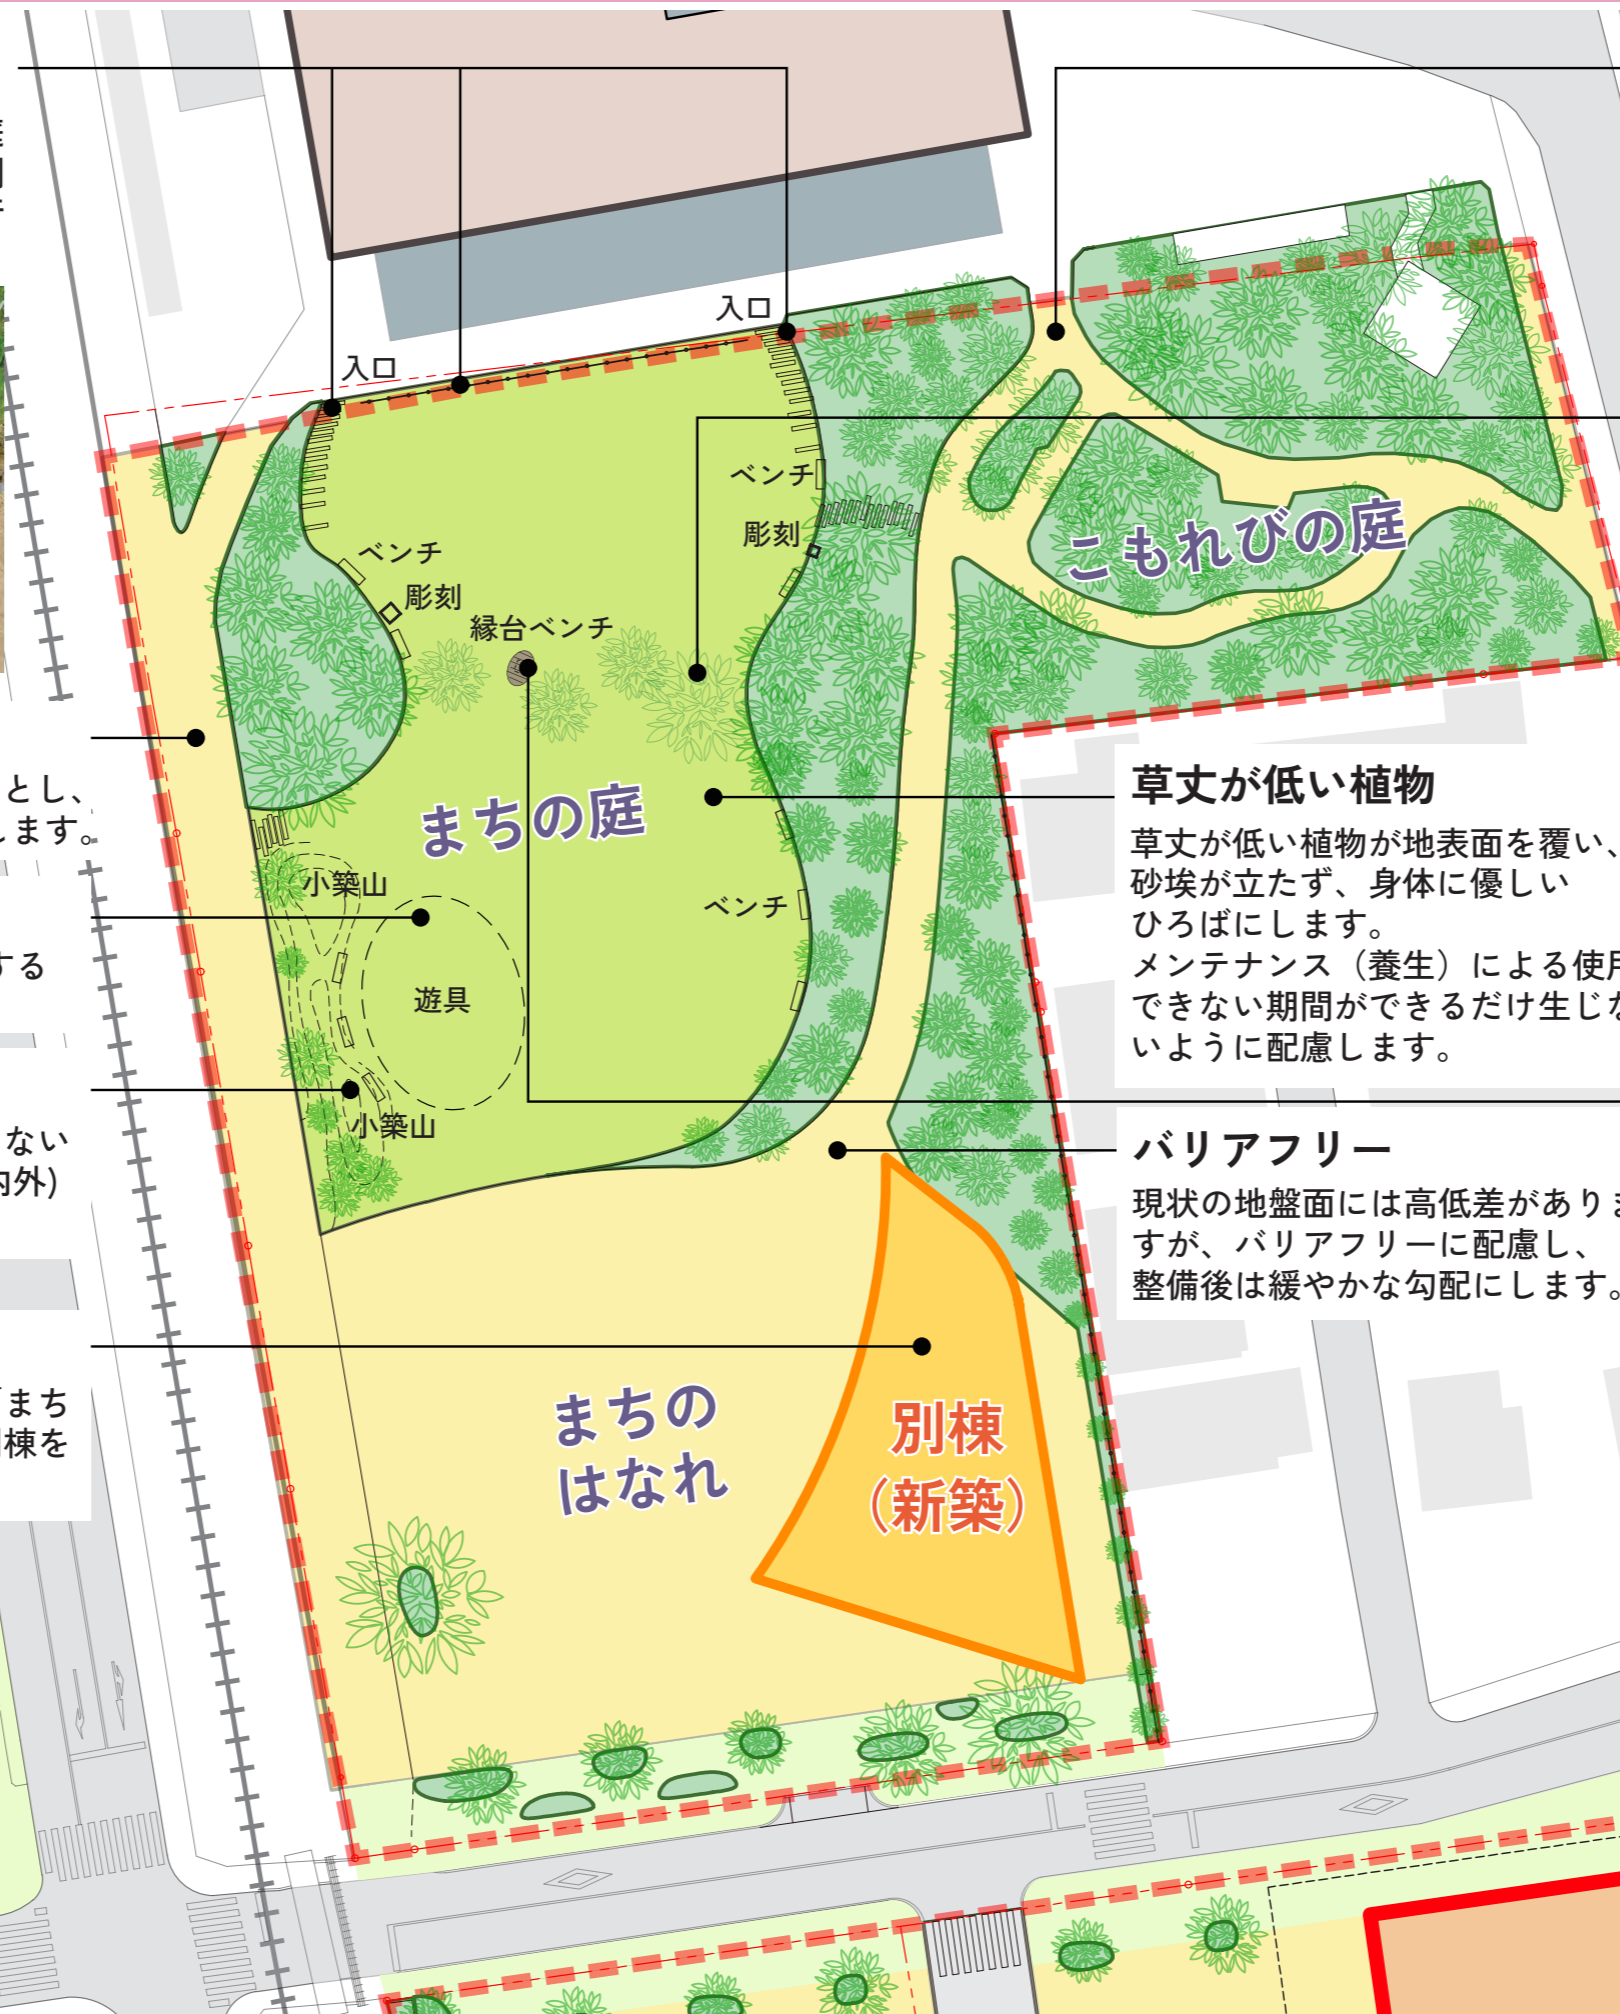 入口
入口
ベンチ
彫刻
こもれびの庭
ベンチ
彫刻
縁台ベンチ
まちの庭
草丈が低い植物
草丈が低い植物が地表面を覆い、
砂埃が立たず、身体に優しい
ひろばにします。
メンテナンス（養生）による使用
できない期間ができるだけ生じな
いように配慮します。
とし、
します。
小築山
ベンチ
する
遊具
小築山
ない
内外)
バリアフリー
現状の地盤面には高低差がありま
すが、バリアフリーに配慮し、
整備後は緩やかな勾配にします。
まち
棟を
まちの
はなれ
別棟
（新築）